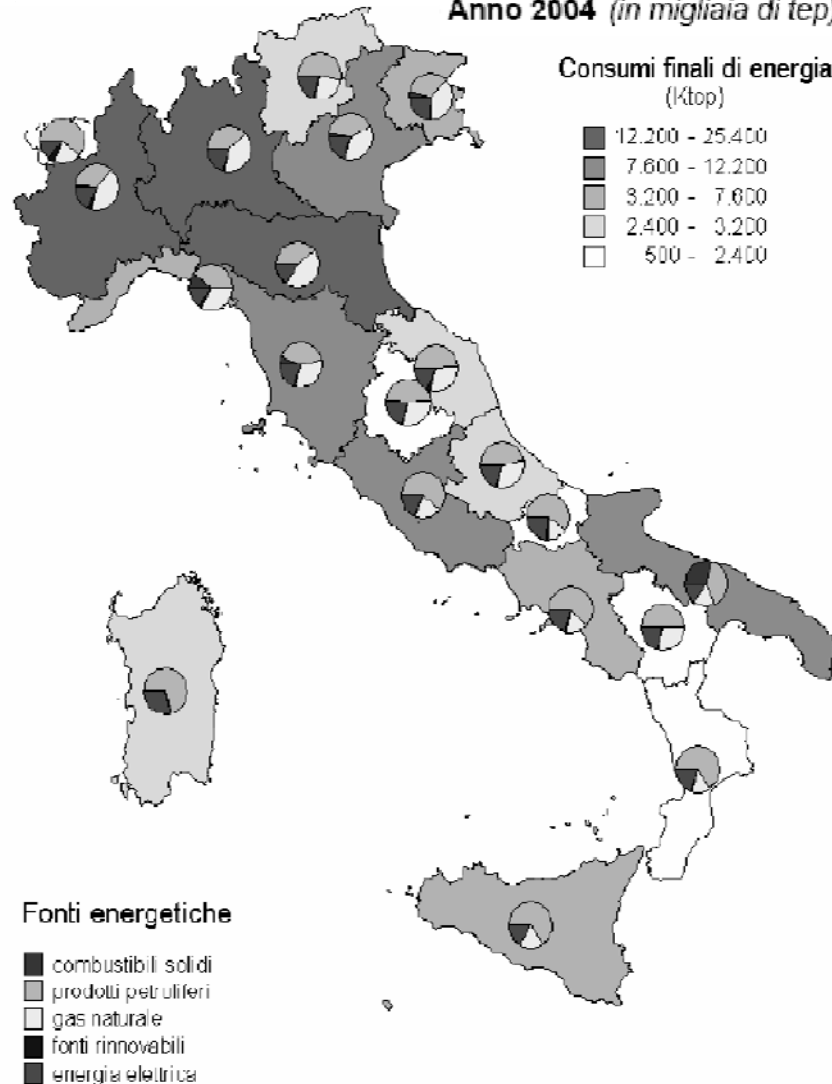 Anno 2004 (in migliaia di tep)
Consumi finali di energia
(Ktop)
12.200 - 25.400
7.600 - 12.200
3.200 - 7.600
2.400 - 3.200
500 - 2.400
Fonti energetiche
combustibili solidi
prodotti petruliferi
gas naturale
fonti rinnovabili
energia elettrica